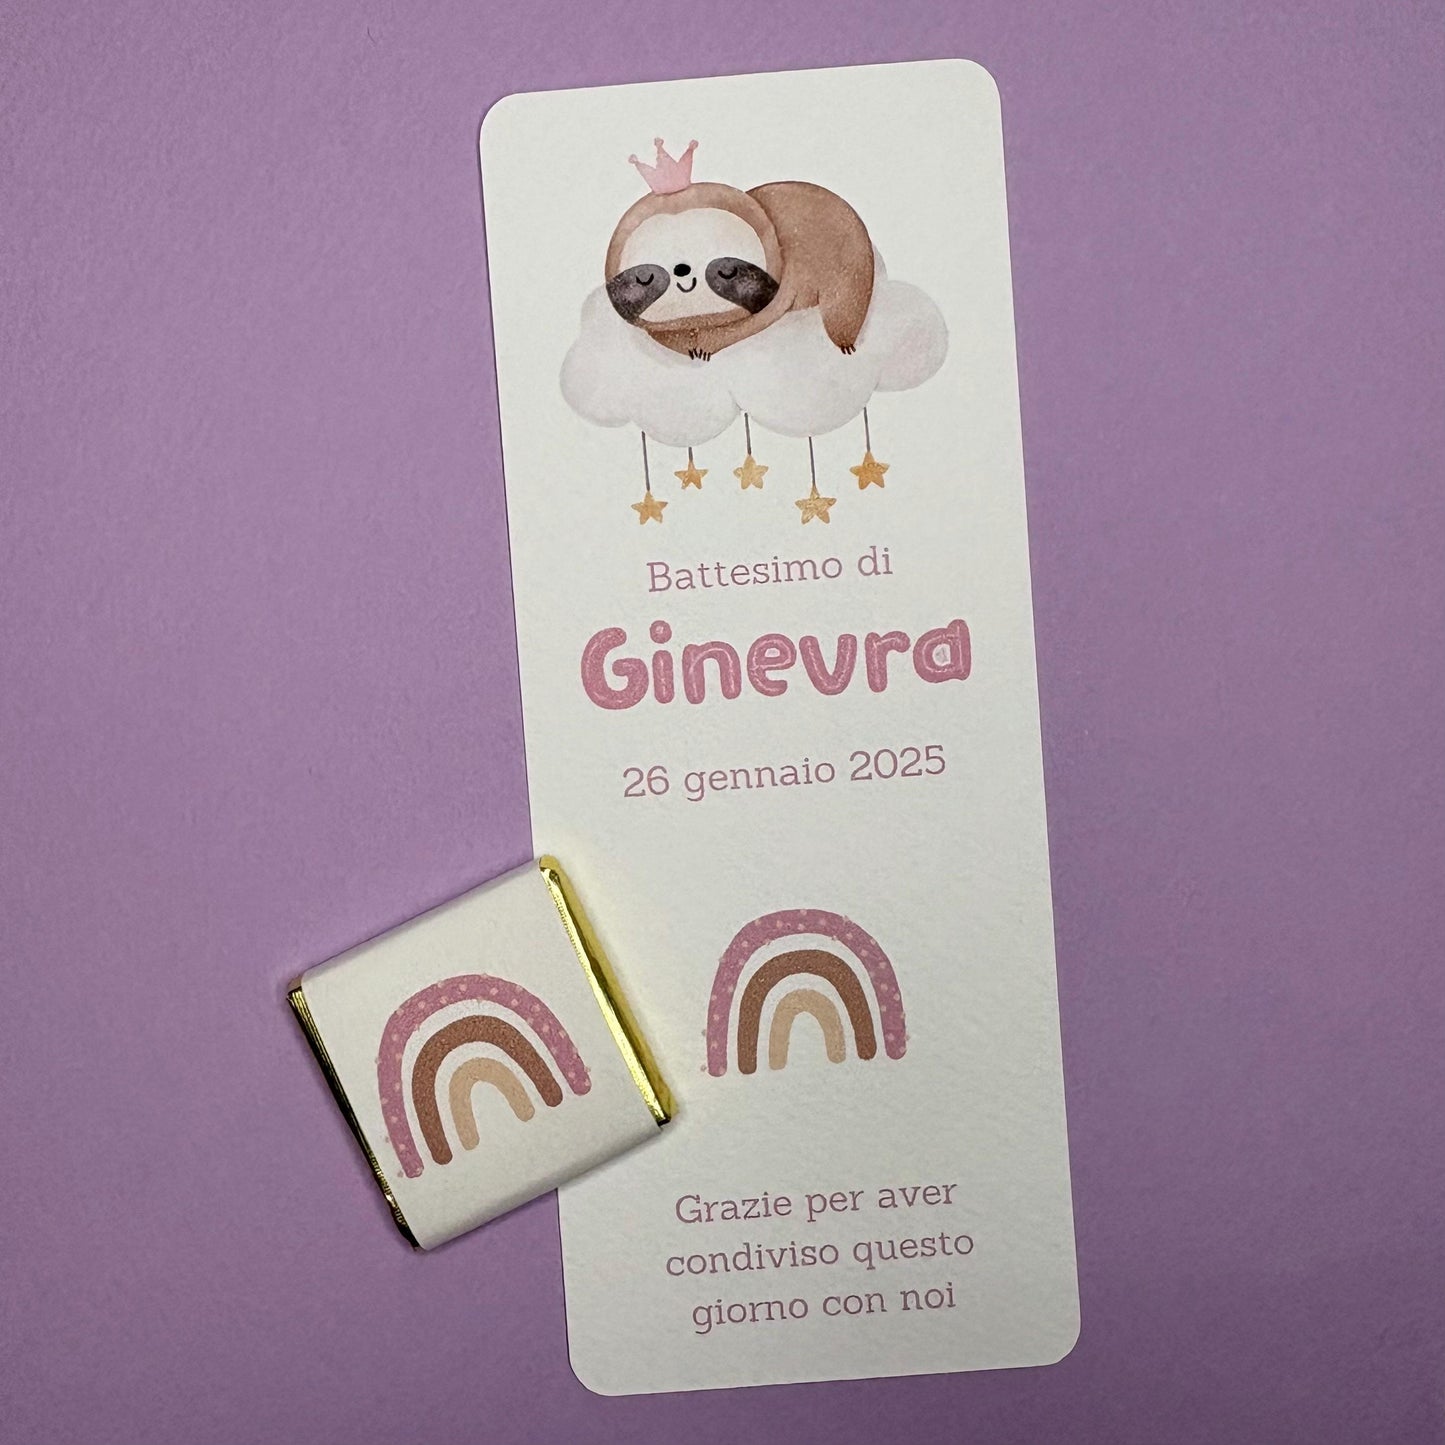 Battesimo di
Ginevra
26 gennaio 2025
Grazie per aver
condiviso questo
giorno con noi